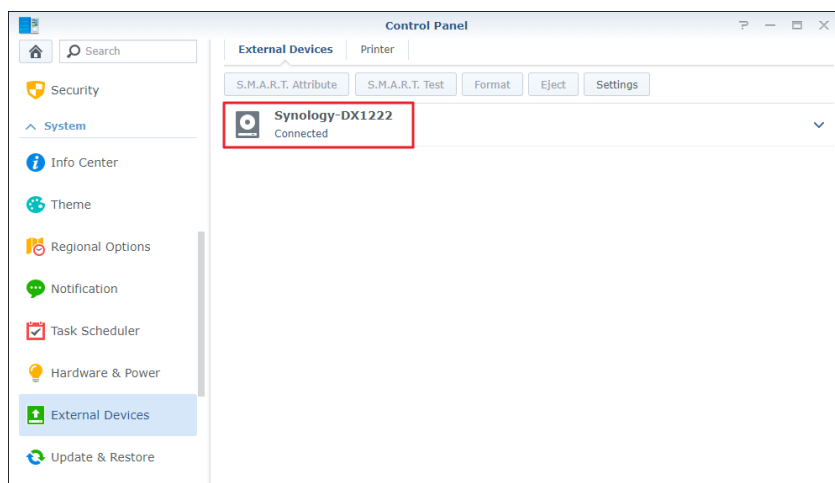 Control Panel
Search
Security
System
Info Center
Theme
Regional Options
Notification
Task Scheduler
Hardware & Power
External Devices
Update & Restore
External Devices Printer
S.M.A.R.T. Attribute S.M.A.R.T. Test Format Eject Settings
Synology-DX1222
Connected